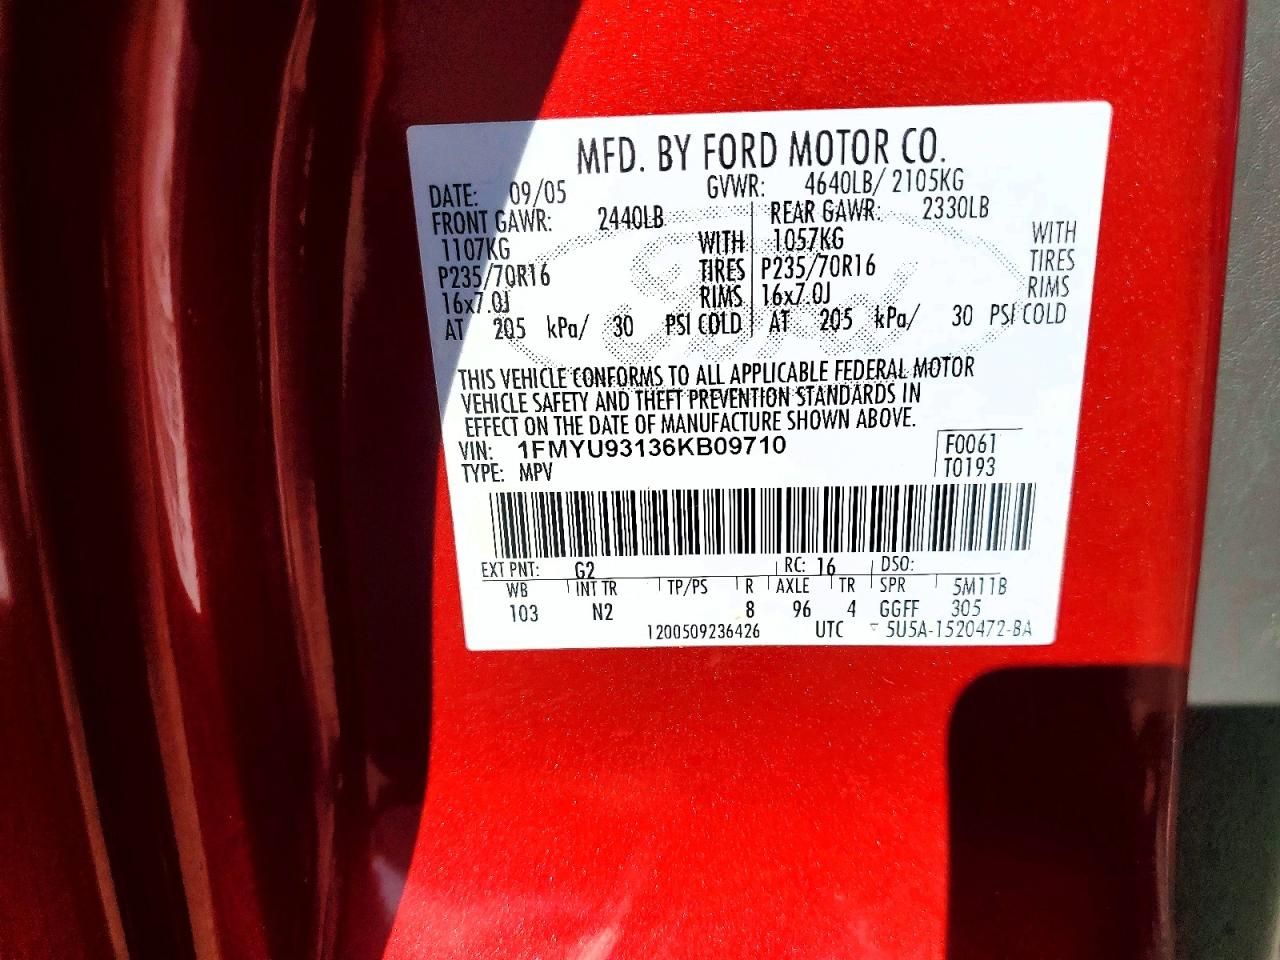 MFD. BY FORD MOTOR CO.
DATE: 09/05 GVWR: 4640LB/ 2105KG
FRONT GAWR: 2440LB REAR GAWR: 2330LB
1107KG WITH 1057KG WITH
P235/70R16 TIRES P235/70R16 TIRES
16x7.0J RIMS 16x7.0J RIMS
AT 205 kPa/ 30 PSI COLD AT 205 kPa/ 30 PSI COLD
THIS VEHICLE CONFORMS TO ALL APPLICABLE FEDERAL MOTOR
VEHICLE SAFETY AND THEFT PREVENTION STANDARDS IN
EFFECT ON THE DATE OF MANUFACTURE SHOWN ABOVE.
VIN: 1FMYU93136KB09710 F0061
TYPE: MPV T0193
EXT PNT: G2 RC: 16 DSO:
WB INT TR TP/PS R AXLE TR SPR 5M11B
103 N2 8 96 4 GGFF 305
1200509236426 UTC 5U5A-1520472-BA